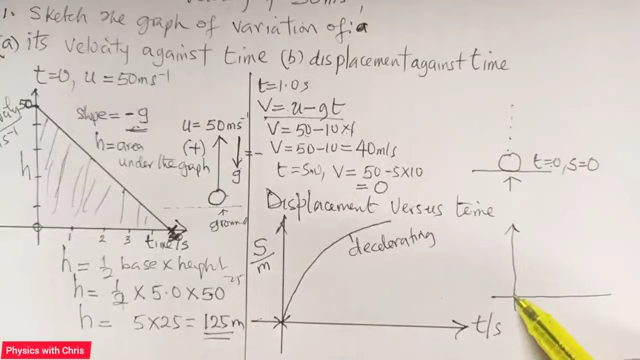 1. Sketch the graph of variation of:a
(a) its velocity against time (b) displacement against time
t=0, u = 50ms⁻¹
50
s⁻¹
slope = -g
h = area
under the graph
h
1 2 3
time/s
u = 50ms⁻¹
(+)
g
ground
h = 1/2 base x height
h = 1/2 x 5.0 x 50
25
h = 5x25 = 125m
t=1.0s
V = u-gt
V = 50-10x1
V = 50-10 = 40m/s
t = 5.0, V = 50-5x10
= 0
Displacement versus teime
S/m
decelerating
t/s
t=0, s=0
Physics with Chris